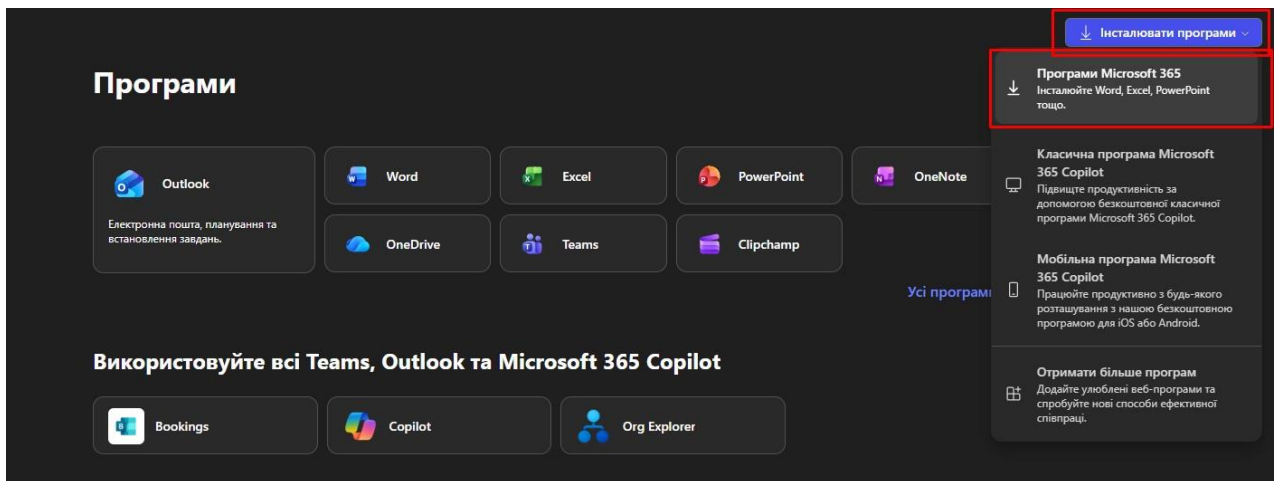 Інсталювати програми
Програми
Програми Microsoft 365
Інсталюйте Word, Excel, PowerPoint
тощо.
Outlook
Електронна пошта, планування та
встановлення завдань.
Word
Excel
PowerPoint
OneNote
OneDrive
Teams
Clipchamp
Усі програми
Класична програма Microsoft
365 Copilot
Підвищте продуктивність за
допомогою безкоштовної класичної
програми Microsoft 365 Copilot.
Мобільна програма Microsoft
365 Copilot
Працюйте продуктивно з будь-якого
розташування з нашою безкоштовною
програмою для iOS або Android.
Отримати більше програм
Додайте улюблені веб-програми та
спробуйте нові способи ефективної
співпраці.
Використовуйте всі Teams, Outlook та Microsoft 365 Copilot
Bookings
Copilot
Org Explorer